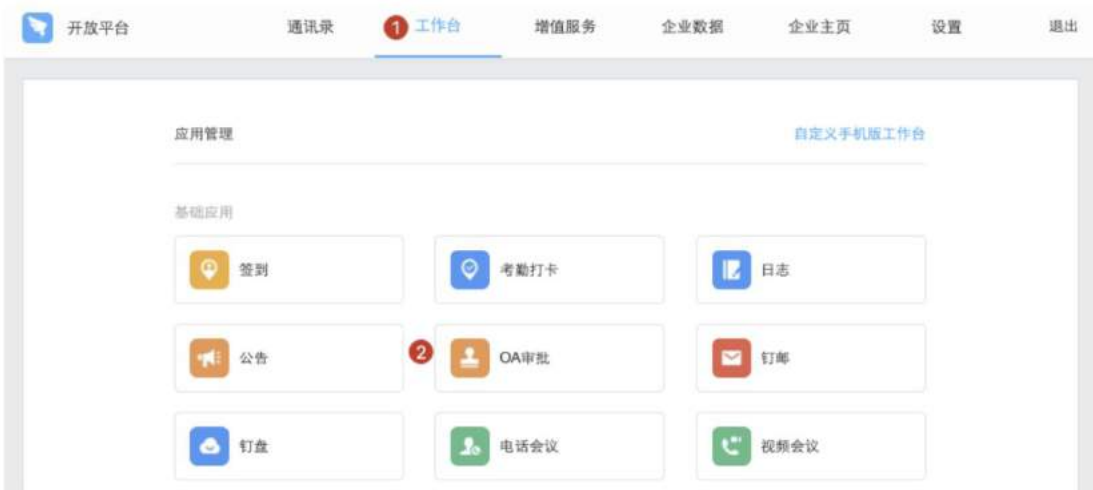 开放平台 通讯录 1 工作台 增值服务 企业数据 企业主页 设置 退出
应用管理 自定义手机版工作台
基础应用
签到 考勤打卡 日志
公告 2 OA审批 钉邮
钉盘 电话会议 视频会议